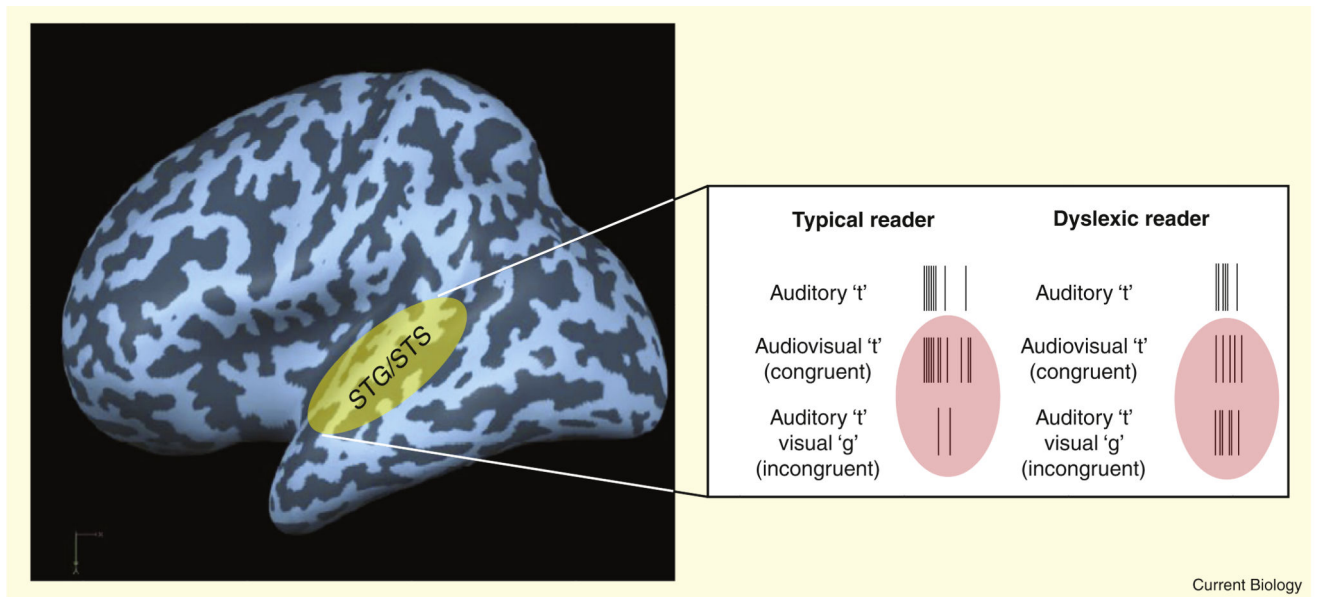 STG/STS
Typical reader
Dyslexic reader
Auditory ‘t’
Auditory ‘t’
Audiovisual ‘t’
(congruent)
Audiovisual ‘t’
(congruent)
Auditory ‘t’
visual ‘g’
(incongruent)
Auditory ‘t’
visual ‘g’
(incongruent)
Current Biology